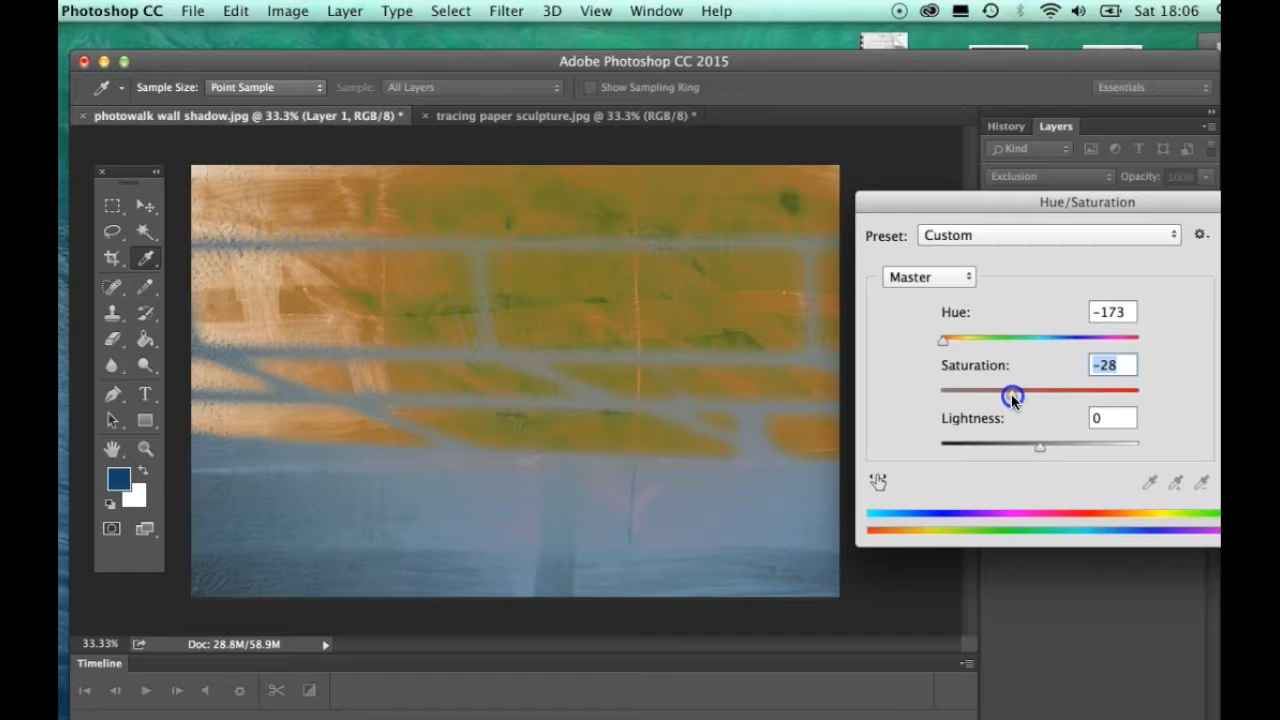 Photoshop CC File Edit Image Layer Type Select Filter 3D View Window Help Sat 18:06
Adobe Photoshop CC 2015
Sample Size: Point Sample Sample: All Layers Show Sampling Ring Essentials
× photowalk wall shadow.jpg @ 33.3% (Layer 1, RGB/8) * × tracing paper sculpture.jpg @ 33.3% (RGB/8) *
History Layers
Kind
Exclusion Opacity: 100%
Hue/Saturation
Preset: Custom
Master
Hue: -173
Saturation: -28
Lightness: 0
33.33% Doc: 28.8M/58.9M
Timeline